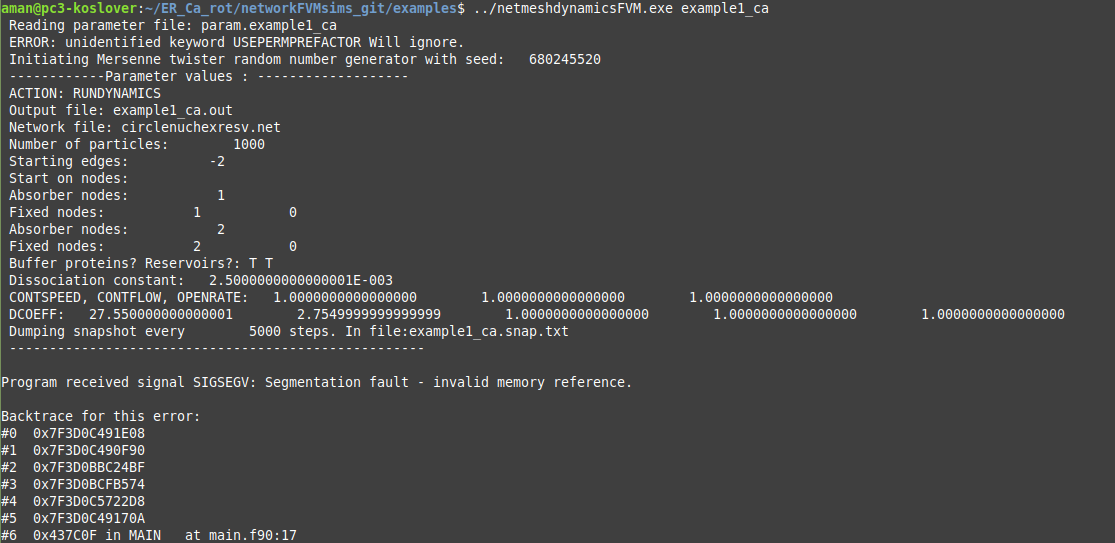 aman@pc3-koslover:~/ER_Ca_rot/networkFVMsims_git/examples$ ../netmeshdynamicsFVM.exe example1_ca
Reading parameter file: param.example1_ca
ERROR: unidentified keyword USEPERMPREFACTOR Will ignore.
Initiating Mersenne twister random number generator with seed:   680245520
------------Parameter values : -------------------
ACTION: RUNDYNAMICS
Output file: example1_ca.out
Network file: circlenuchexresv.net
Number of particles:        1000
Starting edges:          -2
Start on nodes:
Absorber nodes:           1
Fixed nodes:           1           0
Absorber nodes:           2
Fixed nodes:           2           0
Buffer proteins? Reservoirs?: T T
Dissociation constant:   2.5000000000000001E-003
CONTSPEED, CONTFLOW, OPENRATE:   1.0000000000000000        1.0000000000000000        1.0000000000000000
DCOEFF:   27.550000000000001        2.7549999999999999        1.0000000000000000        1.0000000000000000        1.0000000000000000
Dumping snapshot every        5000 steps. In file:example1_ca.snap.txt
----------------------------------------------------
Program received signal SIGSEGV: Segmentation fault - invalid memory reference.
Backtrace for this error:
#0  0x7F3D0C491E08
#1  0x7F3D0C490F90
#2  0x7F3D0BBC24BF
#3  0x7F3D0BCFB574
#4  0x7F3D0C5722D8
#5  0x7F3D0C49170A
#6  0x437C0F in MAIN   at main.f90:17